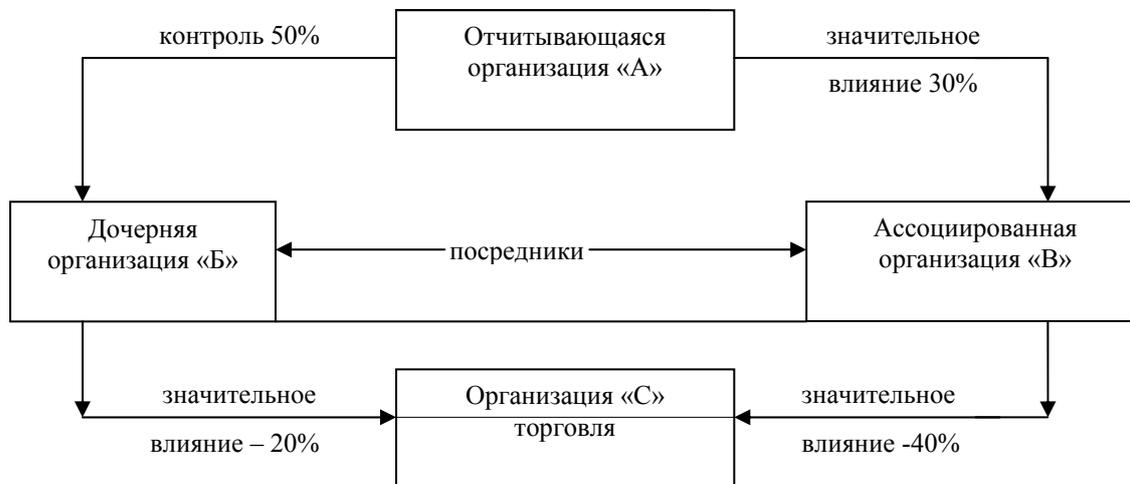 контроль 50%
Отчитывающаяся
организация «А»
значительное
влияние 30%
Дочерняя
организация «Б»
посредники
Ассоциированная
организация «В»
значительное
влияние – 20%
Организация «С»
торговля
значительное
влияние -40%